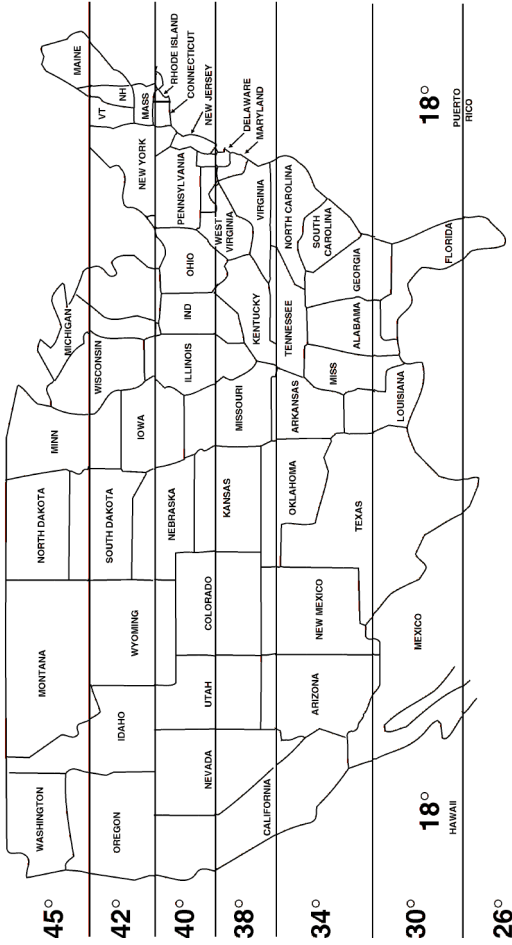 WASHINGTON
MONTANA
NORTH DAKOTA
MINN
MICHIGAN
MAINE
45°
OREGON
IDAHO
WYOMING
SOUTH DAKOTA
IOWA
WISCONSIN
NEW YORK
VT
NH
MASS
42°
NEVADA
UTAH
COLORADO
NEBRASKA
ILLINOIS
IND
OHIO
PENNSYLVANIA
RHODE ISLAND
CONNECTICUT
NEW JERSEY
40°
CALIFORNIA
KANSAS
MISSOURI
KENTUCKY
WEST
VIRGINIA
VIRGINIA
DELAWARE
MARYLAND
38°
ARIZONA
NEW MEXICO
OKLAHOMA
ARKANSAS
TENNESSEE
NORTH CAROLINA
SOUTH
CAROLINA
34°
TEXAS
MISS
ALABAMA
GEORGIA
MEXICO
LOUISIANA
FLORIDA
30°
18°
HAWAII
18°
PUERTO
RICO
26°